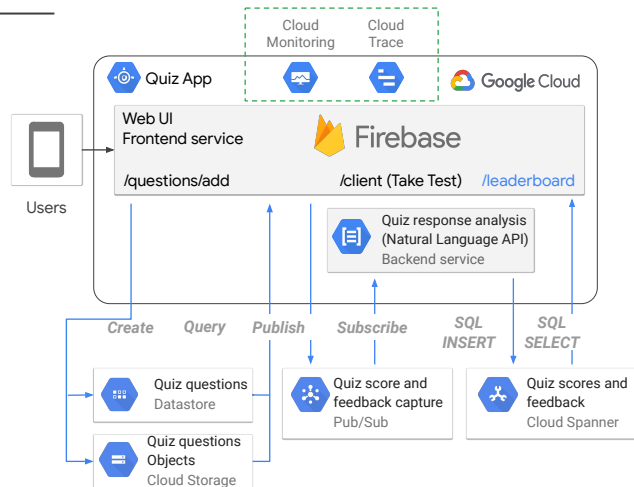 Cloud
Monitoring
Cloud
Trace
Quiz App
Google Cloud
Web UI
Frontend service
Firebase
/questions/add
/client (Take Test)
/leaderboard
Users
Quiz response analysis
(Natural Language API)
Backend service
Create
Query
Publish
Subscribe
SQL
INSERT
SQL
SELECT
Quiz questions
Datastore
Quiz score and
feedback capture
Pub/Sub
Quiz scores and
feedback
Cloud Spanner
Quiz questions
Objects
Cloud Storage